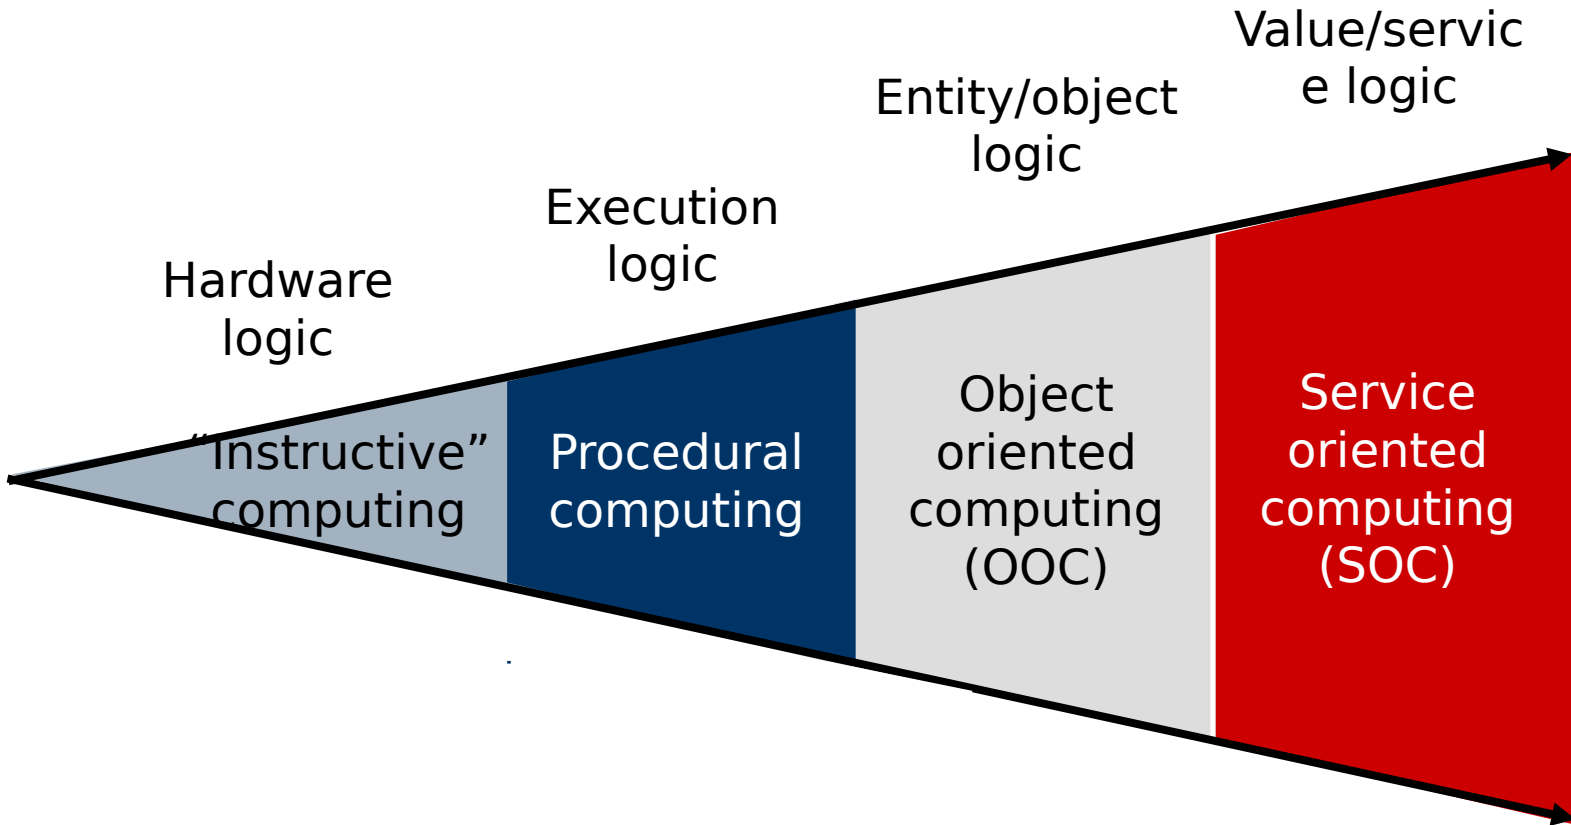 Value/servic
e logic
Entity/object
logic
Execution
logic
Hardware
logic
“Instructive”
computing
Procedural
computing
Object
oriented
computing
(OOC)
Service
oriented
computing
(SOC)